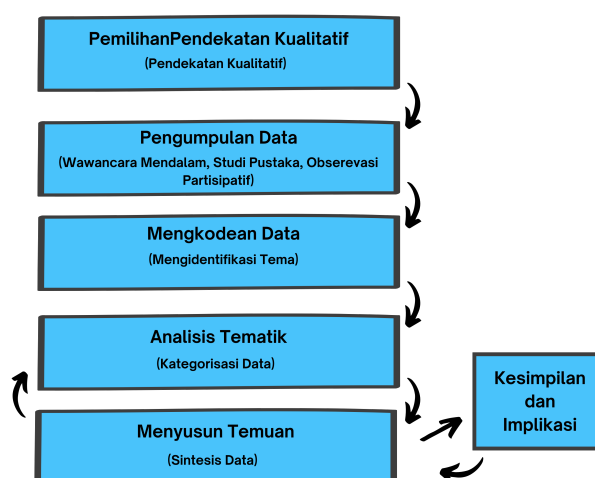 PemilihanPendekatan Kualitatif
(Pendekatan Kualitatif)
Pengumpulan Data
(Wawancara Mendalam, Studi Pustaka, Obserevasi
Partisipatif)
Mengkodean Data
(Mengidentifikasi Tema)
Analisis Tematik
(Kategorisasi Data)
Menyusun Temuan
(Sintesis Data)
Kesimpilan
dan
Implikasi